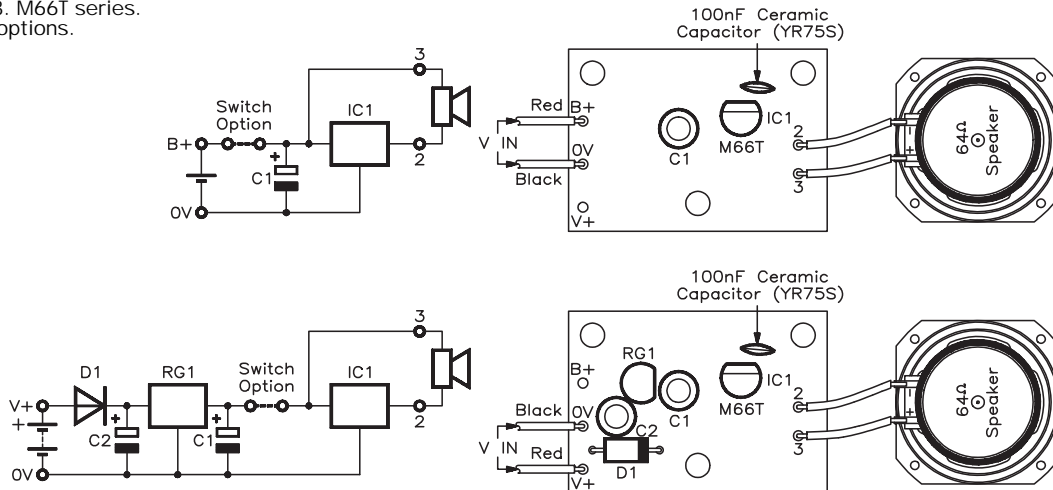 3. M66T series.
options.
3
Switch
Option
IC1
B+
+
C1
2
0V
100nF Ceramic
Capacitor (YR75S)
Red
B+
V IN
0V
Black
V+
C1
IC1
M66T
2
3
-
+
64Ω
Speaker
3
D1
RG1
Switch
Option
IC1
V+
+
+
C2
+
C1
2
0V
100nF Ceramic
Capacitor (YR75S)
B+
RG1
Black
0V
V IN
Red
V+
C2
C1
D1
IC1
M66T
2
3
-
+
64Ω
Speaker